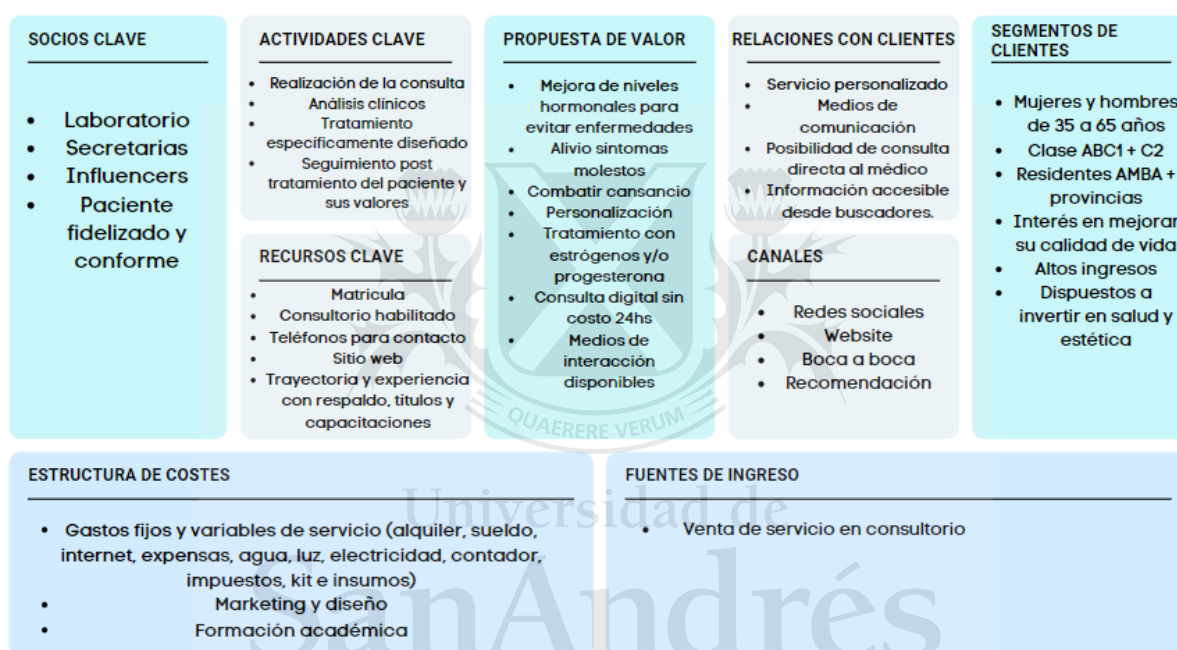 SOCIOS CLAVE
• Laboratorio
• Secretarias
• Influencers
• Paciente
fidelizado y
conforme
ACTIVIDADES CLAVE
• Realización de la consulta
• Análisis clínicos
• Tratamiento
específicamente diseñado
• Seguimiento post
tratamiento del paciente y
sus valores
RECURSOS CLAVE
• Matricula
• Consultorio habilitado
• Teléfonos para contacto
• Sitio web
• Trayectoria y experiencia
con respaldo, títulos y
capacitaciones
PROPUESTA DE VALOR
• Mejora de niveles
hormonales para
evitar enfermedades
• Alivio sintomas
molestos
• Combatir cansancio
• Personalización
• Tratamiento con
estrógenos y/o
progesterona
• Consulta digital sin
costo 24hs
• Medios de
interacción
disponibles
RELACIONES CON CLIENTES
• Servicio personalizado
• Medios de
comunicación
• Posibilidad de consulta
directa al médico
• Información accesible
desde buscadores.
CANALES
• Redes sociales
• Website
• Boca a boca
• Recomendación
SEGMENTOS DE
CLIENTES
• Mujeres y hombres
de 35 a 65 años
• Clase ABC1 + C2
• Residentes AMBA +
provincias
• Interés en mejorar
su calidad de vida
• Altos ingresos
• Dispuestos a
invertir en salud y
estética
QUAERERE VERUM
ESTRUCTURA DE COSTES
• Gastos fijos y variables de servicio (alquiler, sueldo,
internet, expensas, agua, luz, electricidad, contador,
impuestos, kit e insumos)
• Marketing y diseño
• Formación académica
FUENTES DE INGRESO
• Venta de servicio en consultorio
Universidad de
SanAndrés